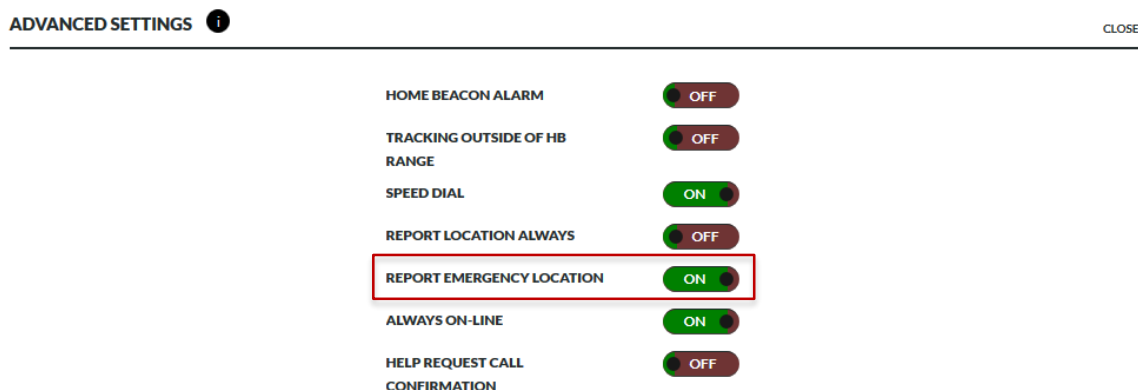 ADVANCED SETTINGS i
CLOSE
HOME BEACON ALARM OFF
TRACKING OUTSIDE OF HB OFF
RANGE
SPEED DIAL ON
REPORT LOCATION ALWAYS OFF
REPORT EMERGENCY LOCATION ON
ALWAYS ON-LINE ON
HELP REQUEST CALL OFF
CONFIRMATION